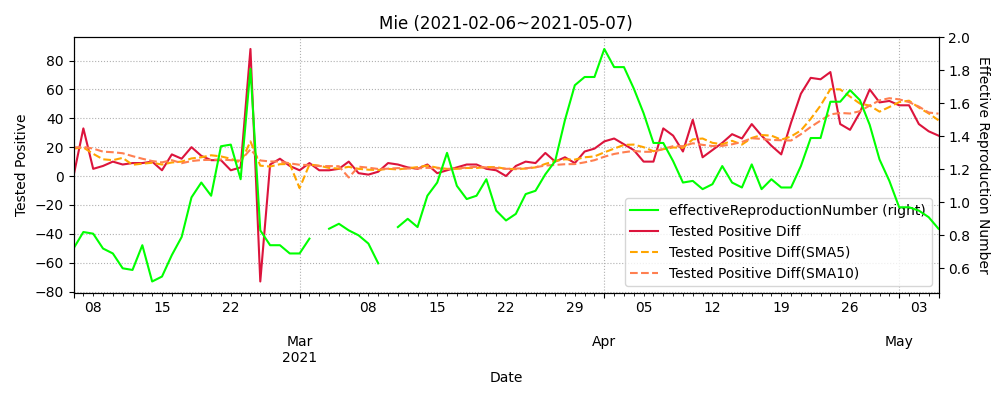 Mie (2021-02-06~2021-05-07)
80
60
40
20
0
−20
−40
−60
−80
Tested Positive
2.0
1.8
1.6
1.4
1.2
1.0
0.8
0.6
Effective Reproduction Number
effectiveReproductionNumber (right)
Tested Positive Diff
Tested Positive Diff(SMA5)
Tested Positive Diff(SMA10)
08 15 22 08 15 22 29 05 12 19 26 03
Mar Apr May
2021
Date